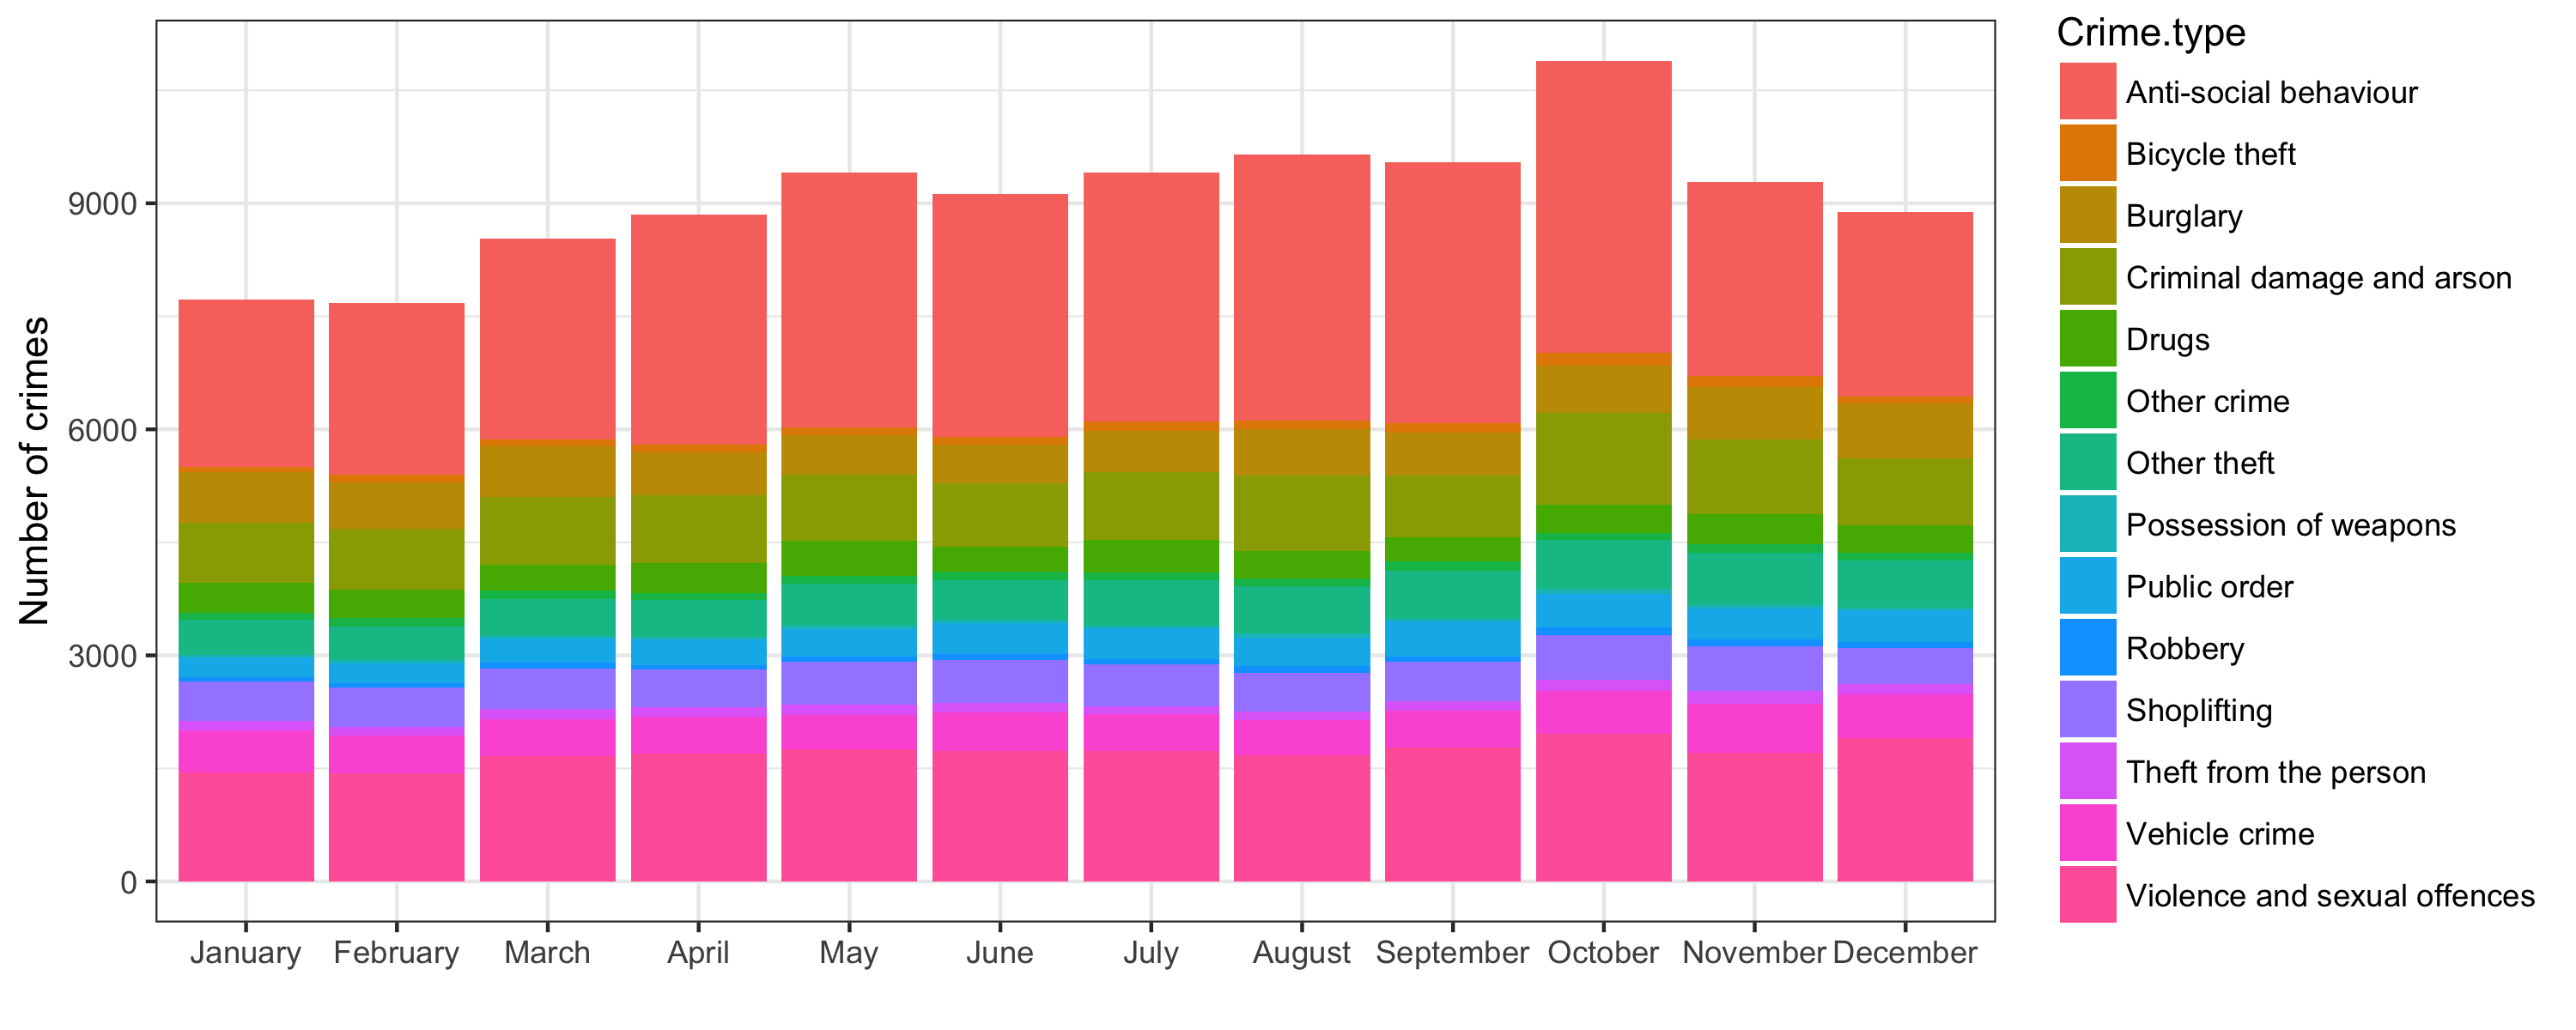 Crime.type
Anti-social behaviour
Bicycle theft
Burglary
Criminal damage and arson
Drugs
Other crime
Other theft
Possession of weapons
Public order
Robbery
Shoplifting
Theft from the person
Vehicle crime
Violence and sexual offences
Number of crimes
9000
6000
3000
0
January February March April May June July August September October November December